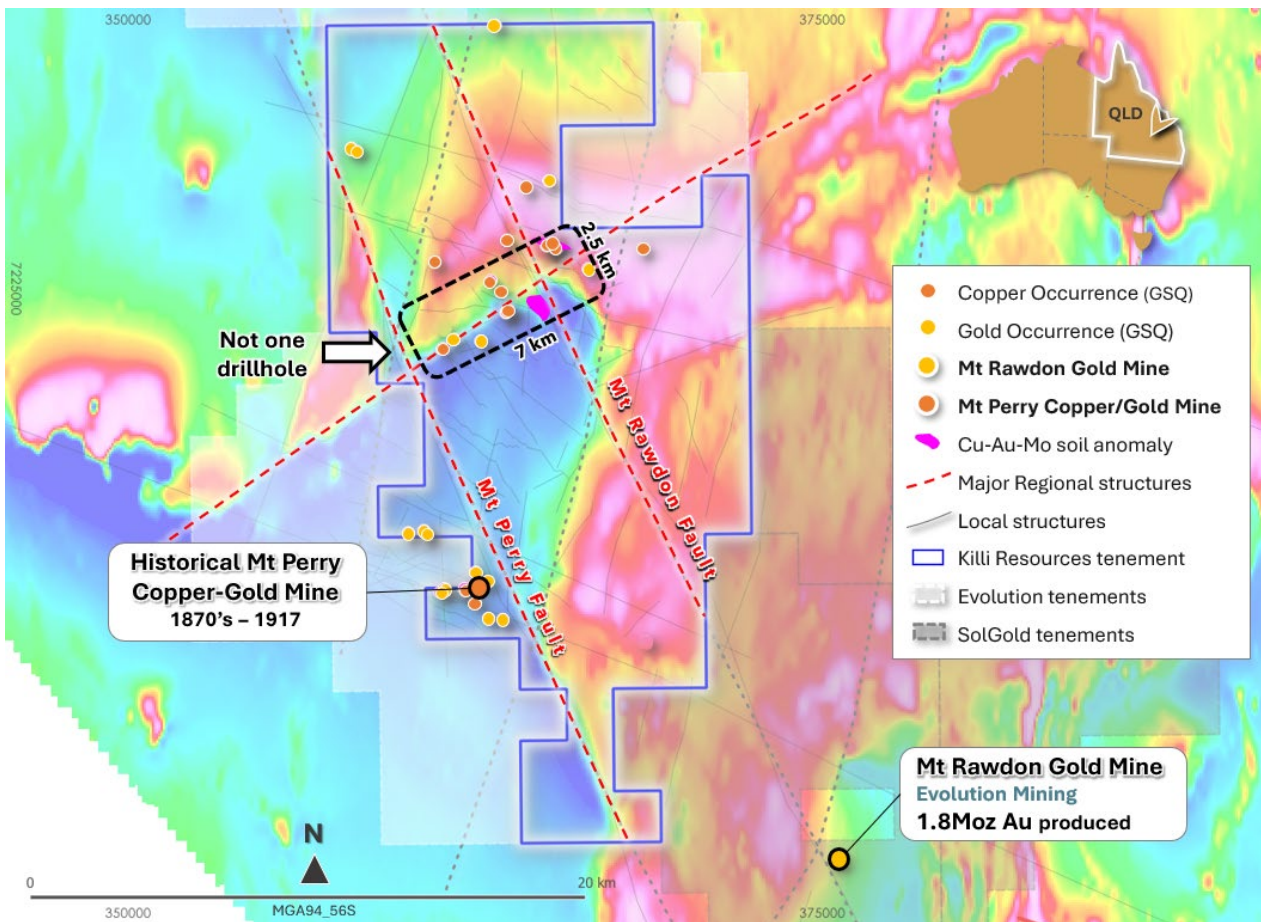 350000
375000
QLD
7225000
2.5 km
7 km
Not one
drillhole
Copper Occurrence (GSQ)
Gold Occurrence (GSQ)
Mt Rawdon Gold Mine
Mt Perry Copper/Gold Mine
Cu-Au-Mo soil anomaly
Major Regional structures
Local structures
Killi Resources tenement
Evolution tenements
SolGold tenements
Mt Rawdon Fault
Mt Perry Fault
Historical Mt Perry
Copper-Gold Mine
1870's – 1917
Mt Rawdon Gold Mine
Evolution Mining
1.8Moz Au produced
N
0
20 km
350000
MGA94_56S
375000